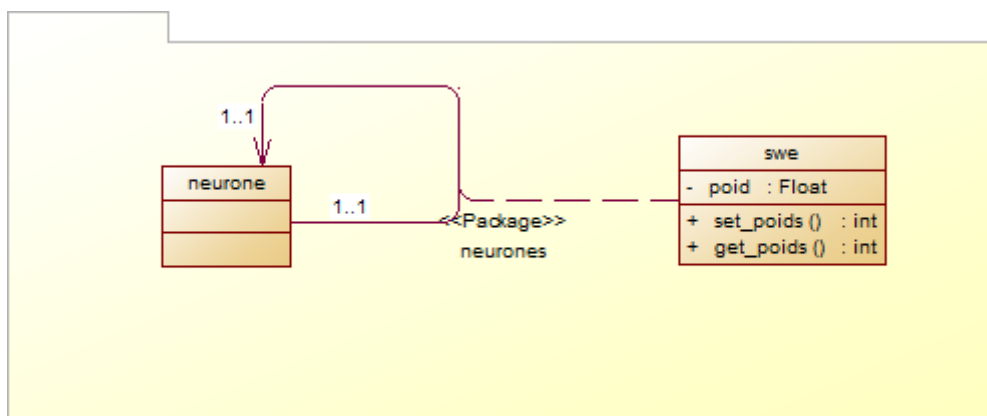 1..1
neurone
1..1
<<Package>>
neurones
swe
- poid : Float
+ set_poids () : int
+ get_poids () : int